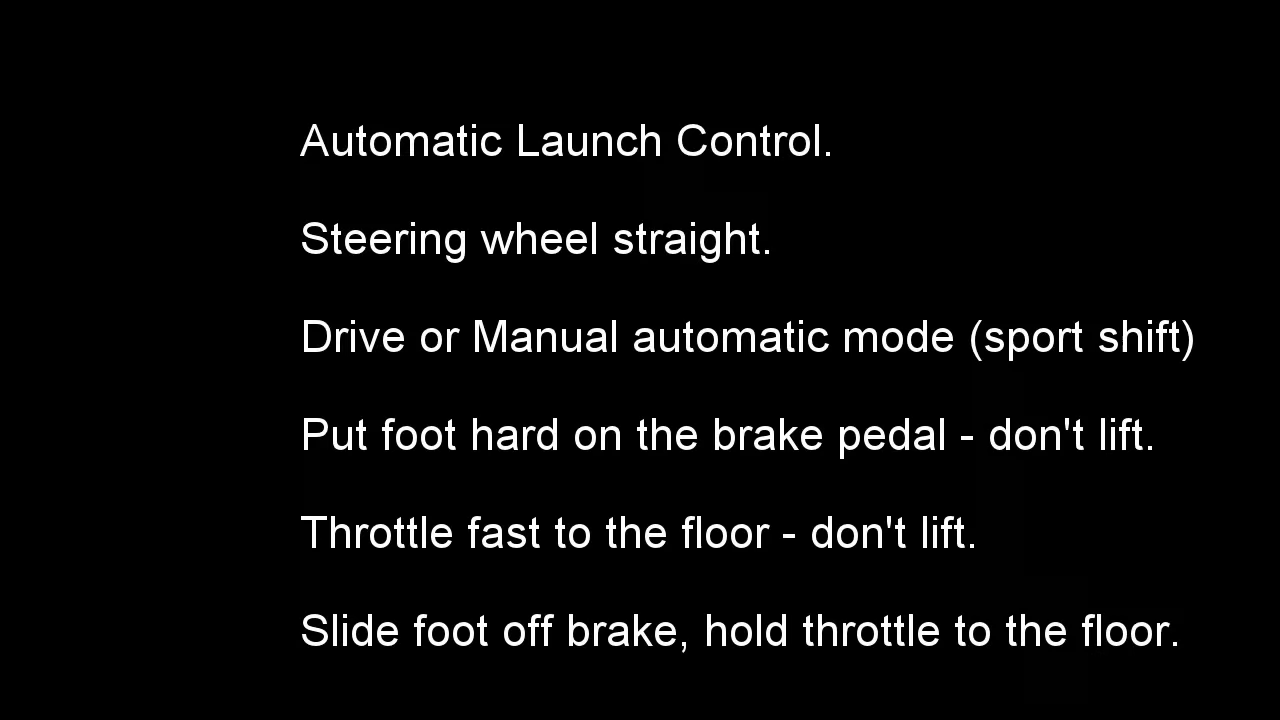 Automatic Launch Control.
Steering wheel straight.
Drive or Manual automatic mode (sport shift)
Put foot hard on the brake pedal - don't lift.
Throttle fast to the floor - don't lift.
Slide foot off brake, hold throttle to the floor.